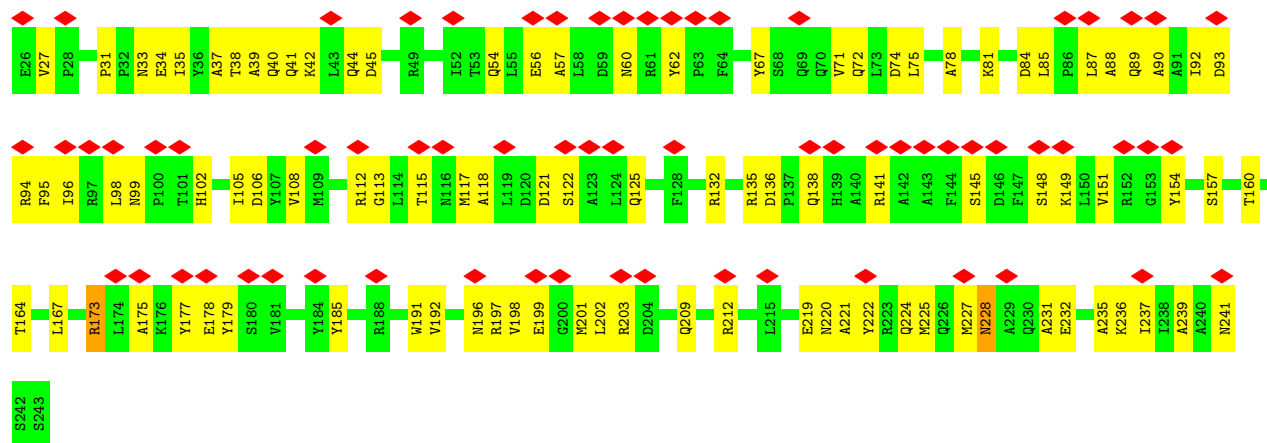 E26 V27 P28 P31 P32 N33 E34 I35 Y36 A37 T38 A39 Q40 Q41 K42 L43 Q44 D45 R49 I52 T53 Q54 L55 E56 A57 L58 D59 N60 R61 Y62 P63 F64 Y67 S68 Q69 Q70 V71 Q72 L73 D74 L75 A78 K81 D84 L85 P86 L87 A88 Q89 A90 A91 I92 D93
R94 F95 I96 R97 L98 N99 P100 T101 H102 I105 D106 Y107 V108 M109 R112 G113 L114 T115 N116 M117 A118 L119 D120 D121 S122 A123 L124 Q125 F128 R132 R135 D136 P137 Q138 H139 A140 R141 A142 A143 F144 S145 D146 F147 S148 K149 L150 V151 R152 G153 Y154 S157 T160
T164 L167 R173 L174 A175 K176 Y177 E178 Y179 S180 V181 Y184 Y185 R188 W191 V192 N196 R197 V198 E199 G200 M201 L202 R203 D204 Q209 R212 L215 E219 N220 A221 Y222 R223 Q224 M225 Q226 M227 N228 A229 Q230 A231 E232 A235 K236 I237 I238 A239 A240 N241
S242 S243